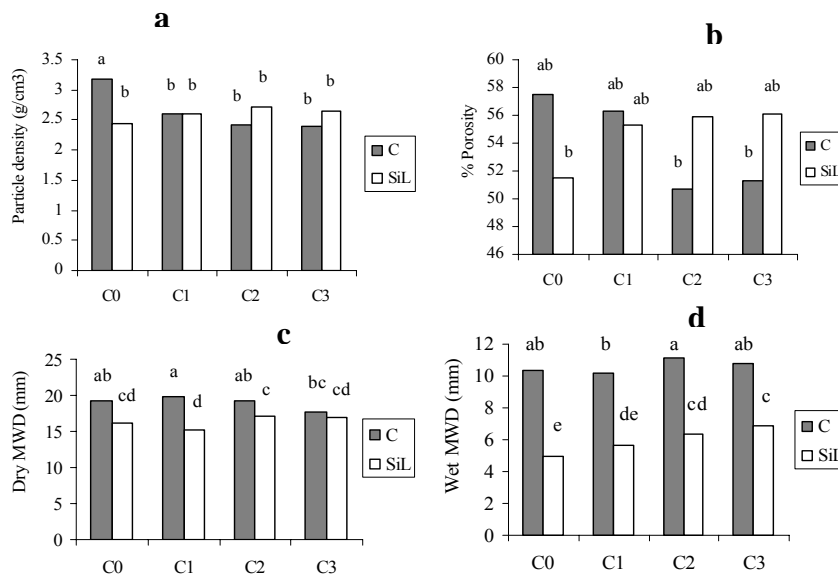 a
Particle density (g/cm3)
3.5
3
2.5
2
1.5
1
0.5
0
a
b
b b
b
b
b
b
C0 C1 C2 C3
C
SiL
b
% Porosity
60
58
56
54
52
50
48
46
ab
b
ab
ab
b
ab
b
ab
C0 C1 C2 C3
C
SiL
c
Dry MWD (mm)
25
20
15
10
5
0
ab
cd
a
d
ab
c
bc
cd
C0 C1 C2 C3
C
SiL
d
Wet MWD (mm)
12
10
8
6
4
2
0
ab
e
b
de
a
cd
ab
c
C0 C1 C2 C3
C
SiL